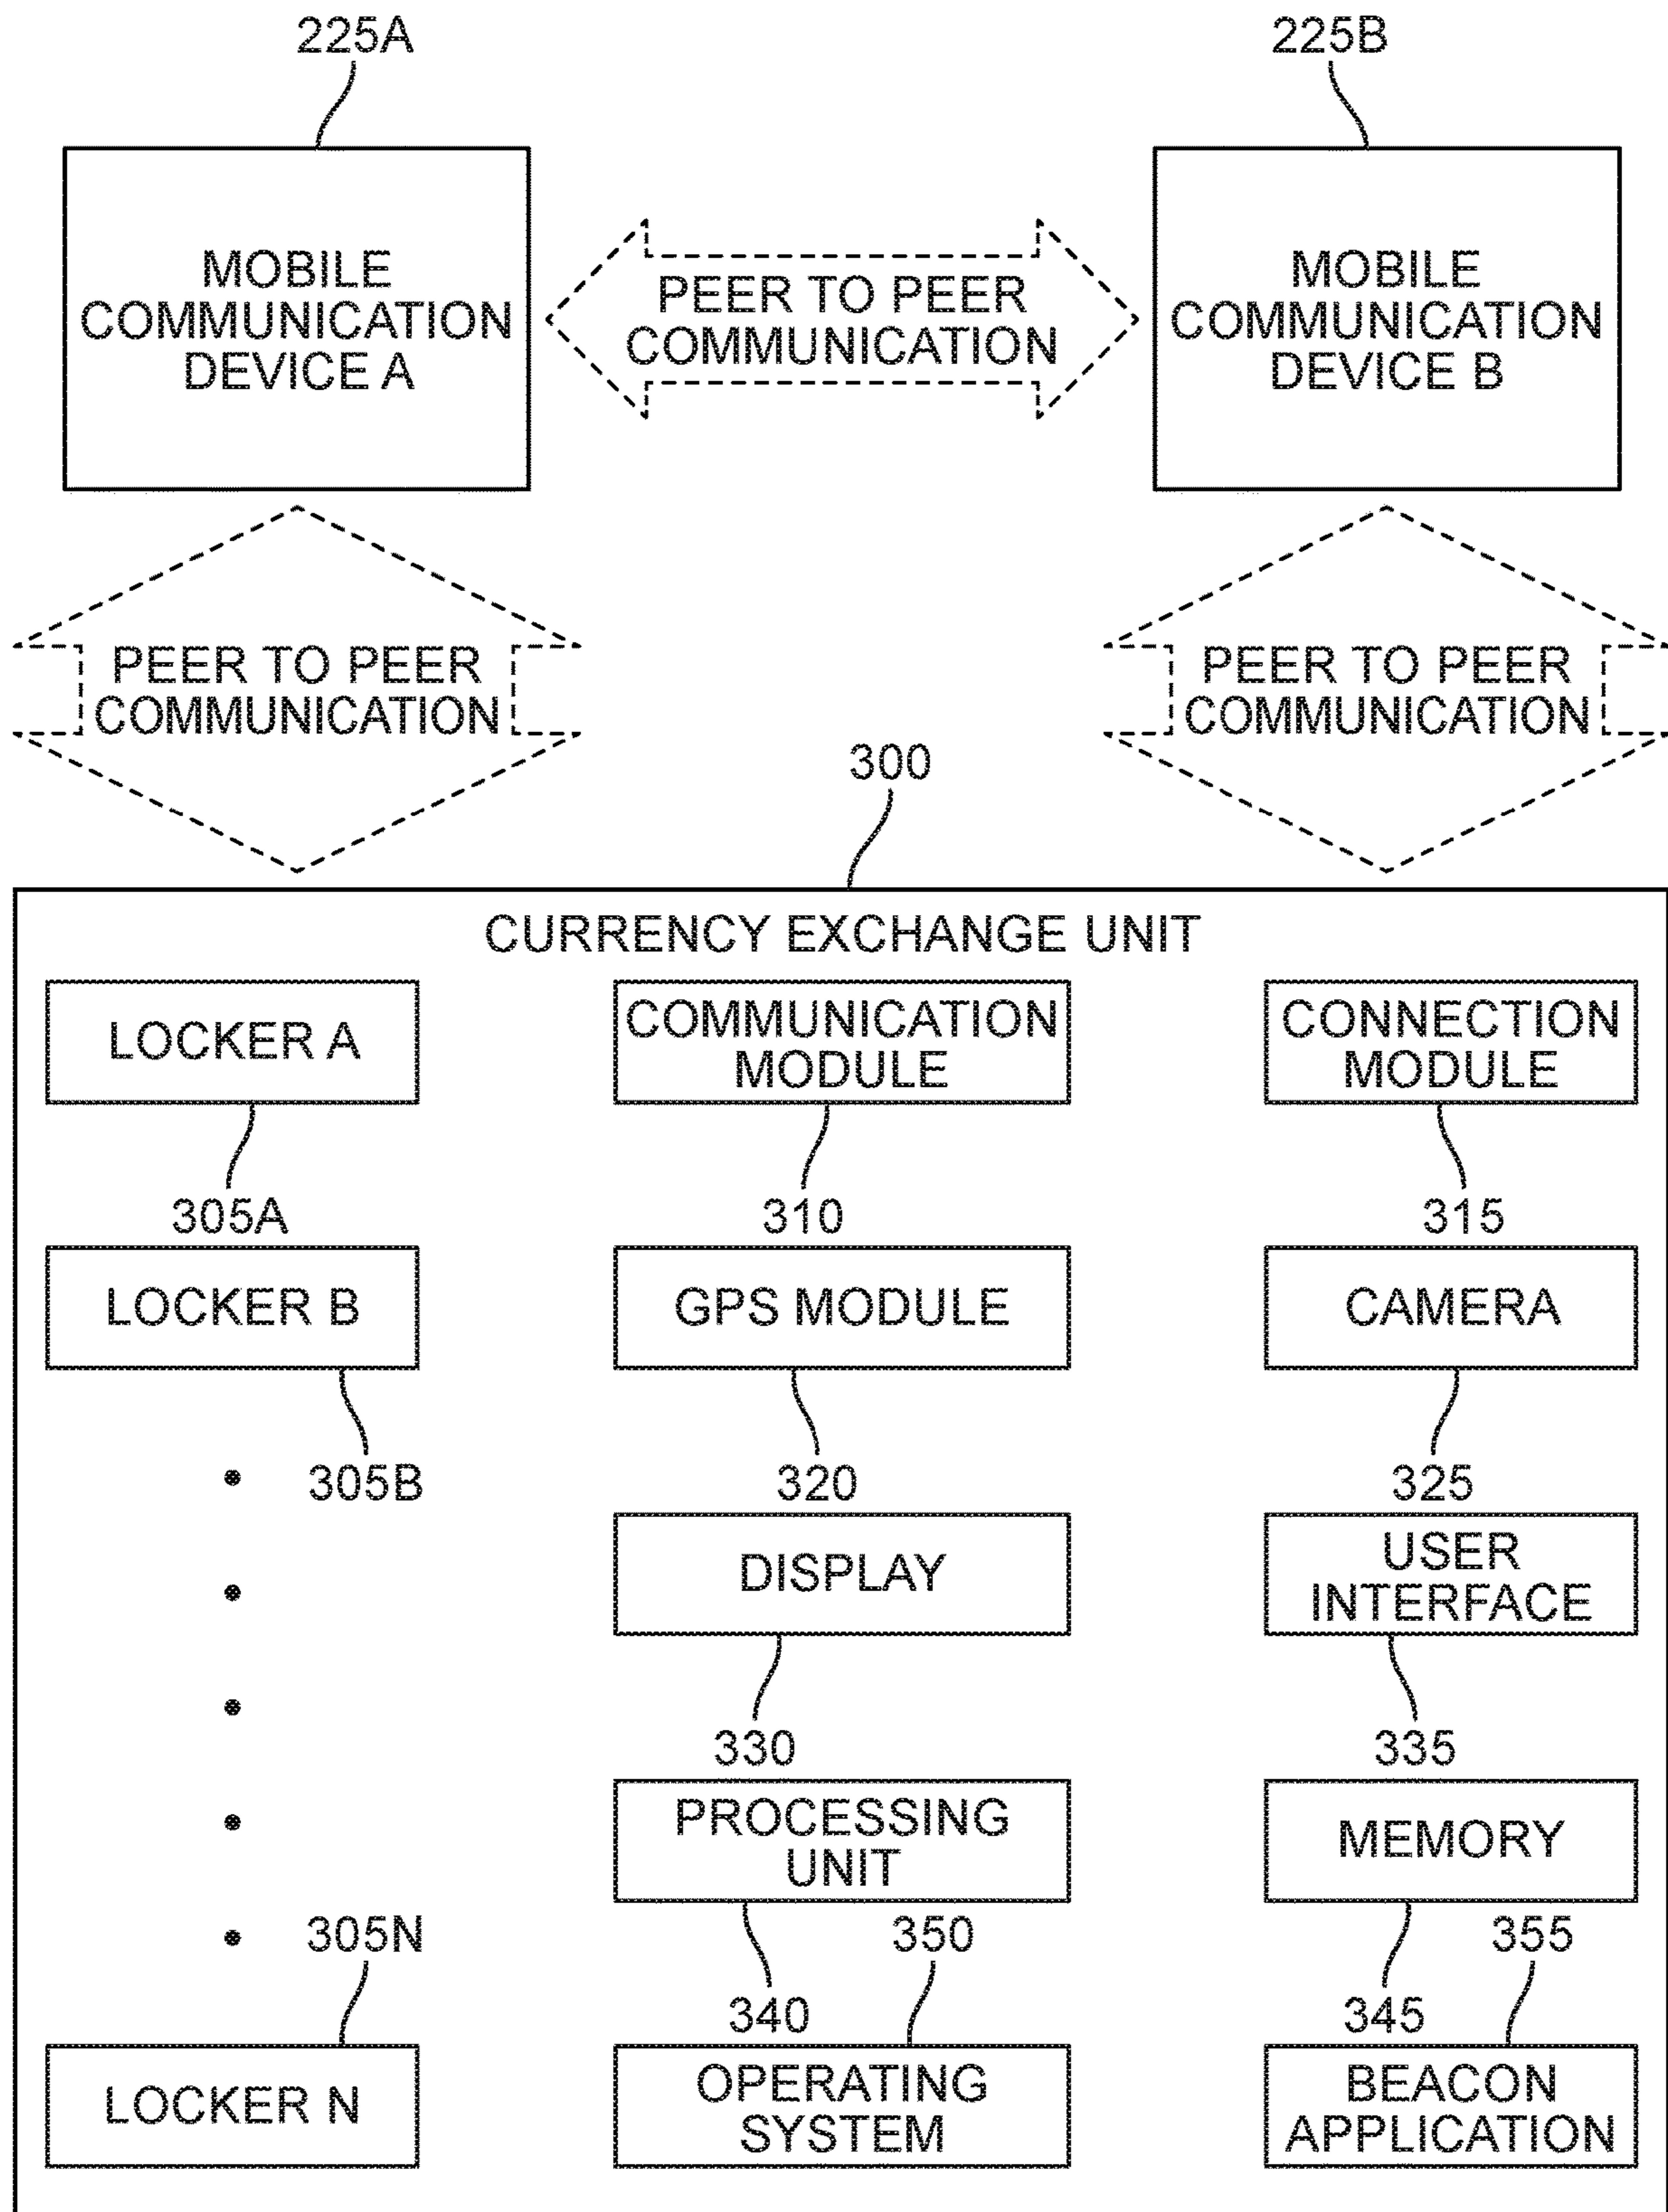 225A
225B
MOBILE
COMMUNICATION
DEVICE A
PEER TO PEER
COMMUNICATION
MOBILE
COMMUNICATION
DEVICE B
PEER TO PEER
COMMUNICATION
PEER TO PEER
COMMUNICATION
300
CURRENCY EXCHANGE UNIT
LOCKER A
COMMUNICATION
MODULE
CONNECTION
MODULE
305A
310
315
LOCKER B
GPS MODULE
CAMERA
305B
320
325
DISPLAY
USER
INTERFACE
330
335
PROCESSING
UNIT
MEMORY
305N
350
355
340
345
LOCKER N
OPERATING
SYSTEM
BEACON
APPLICATION